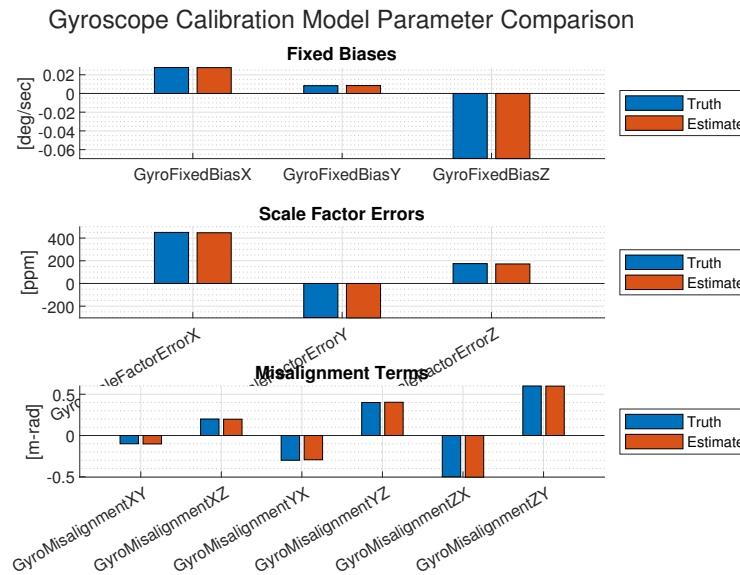 Gyroscope Calibration Model Parameter Comparison
Fixed Biases
[deg/sec]
0.02
0
-0.02
-0.04
-0.06
GyroFixedBiasX
GyroFixedBiasY
GyroFixedBiasZ
Truth
Estimate
Scale Factor Errors
[ppm]
400
200
0
-200
Truth
Estimate
Misalignment Terms
[m-rad]
0.5
0
-0.5
GyroMisalignmentXY
GyroMisalignmentXZ
GyroMisalignmentYX
GyroMisalignmentYZ
GyroMisalignmentZX
GyroMisalignmentZY
Truth
Estimate